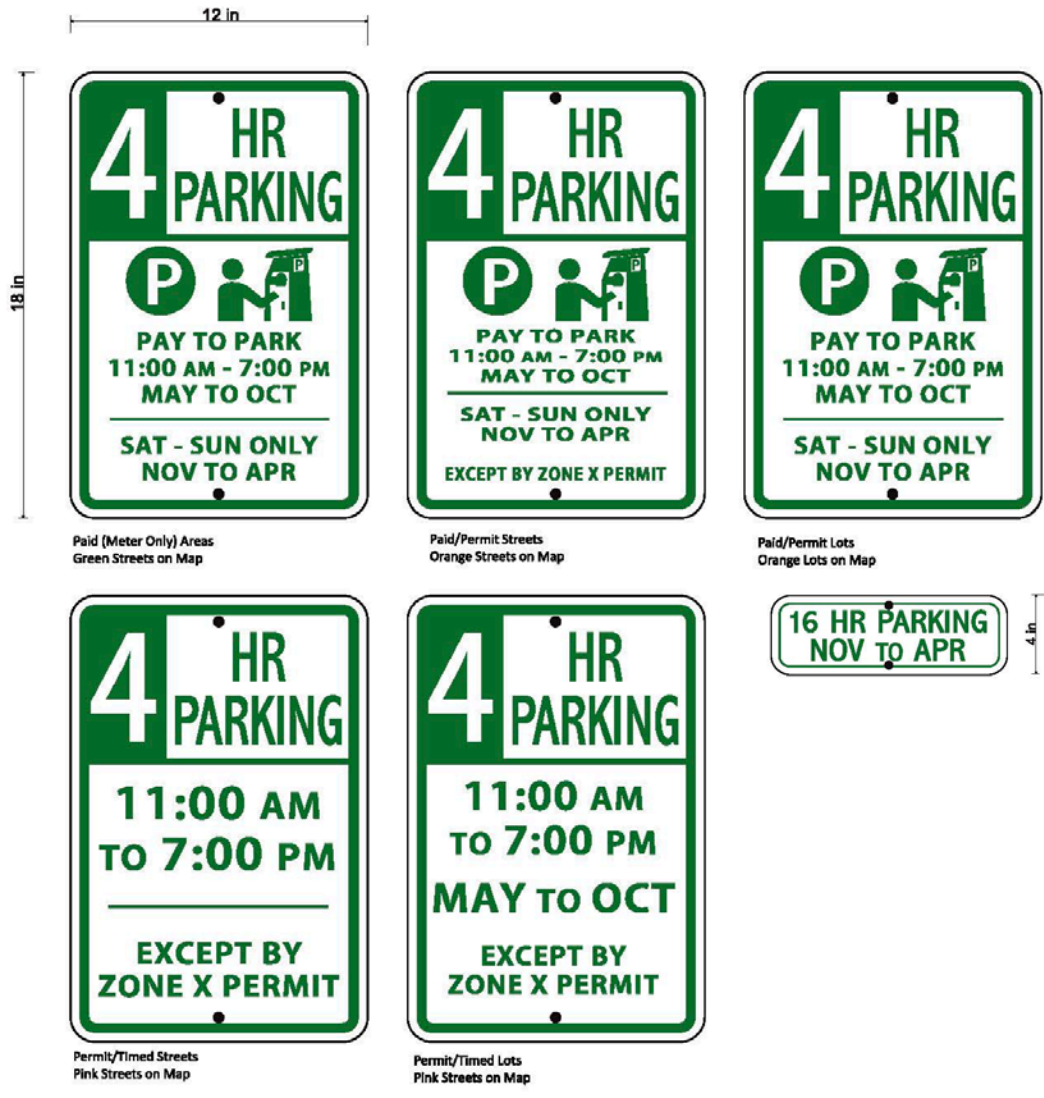 12 in
18 in
4
HR
PARKING
P
P
PAY TO PARK
11:00 AM - 7:00 PM
MAY TO OCT
SAT - SUN ONLY
NOV TO APR
Paid (Meter Only) Areas
Green Streets on Map
4
HR
PARKING
P
P
PAY TO PARK
11:00 AM - 7:00 PM
MAY TO OCT
SAT - SUN ONLY
NOV TO APR
EXCEPT BY ZONE X PERMIT
Paid/Permit Streets
Orange Streets on Map
4
HR
PARKING
P
P
PAY TO PARK
11:00 AM - 7:00 PM
MAY TO OCT
SAT - SUN ONLY
NOV TO APR
Paid/Permit Lots
Orange Lots on Map
4
HR
PARKING
11:00 AM
TO 7:00 PM
EXCEPT BY
ZONE X PERMIT
Permit/Timed Streets
Pink Streets on Map
4
HR
PARKING
11:00 AM
TO 7:00 PM
MAY TO OCT
EXCEPT BY
ZONE X PERMIT
Permit/Timed Lots
Pink Streets on Map
16 HR PARKING
NOV TO APR
4 in